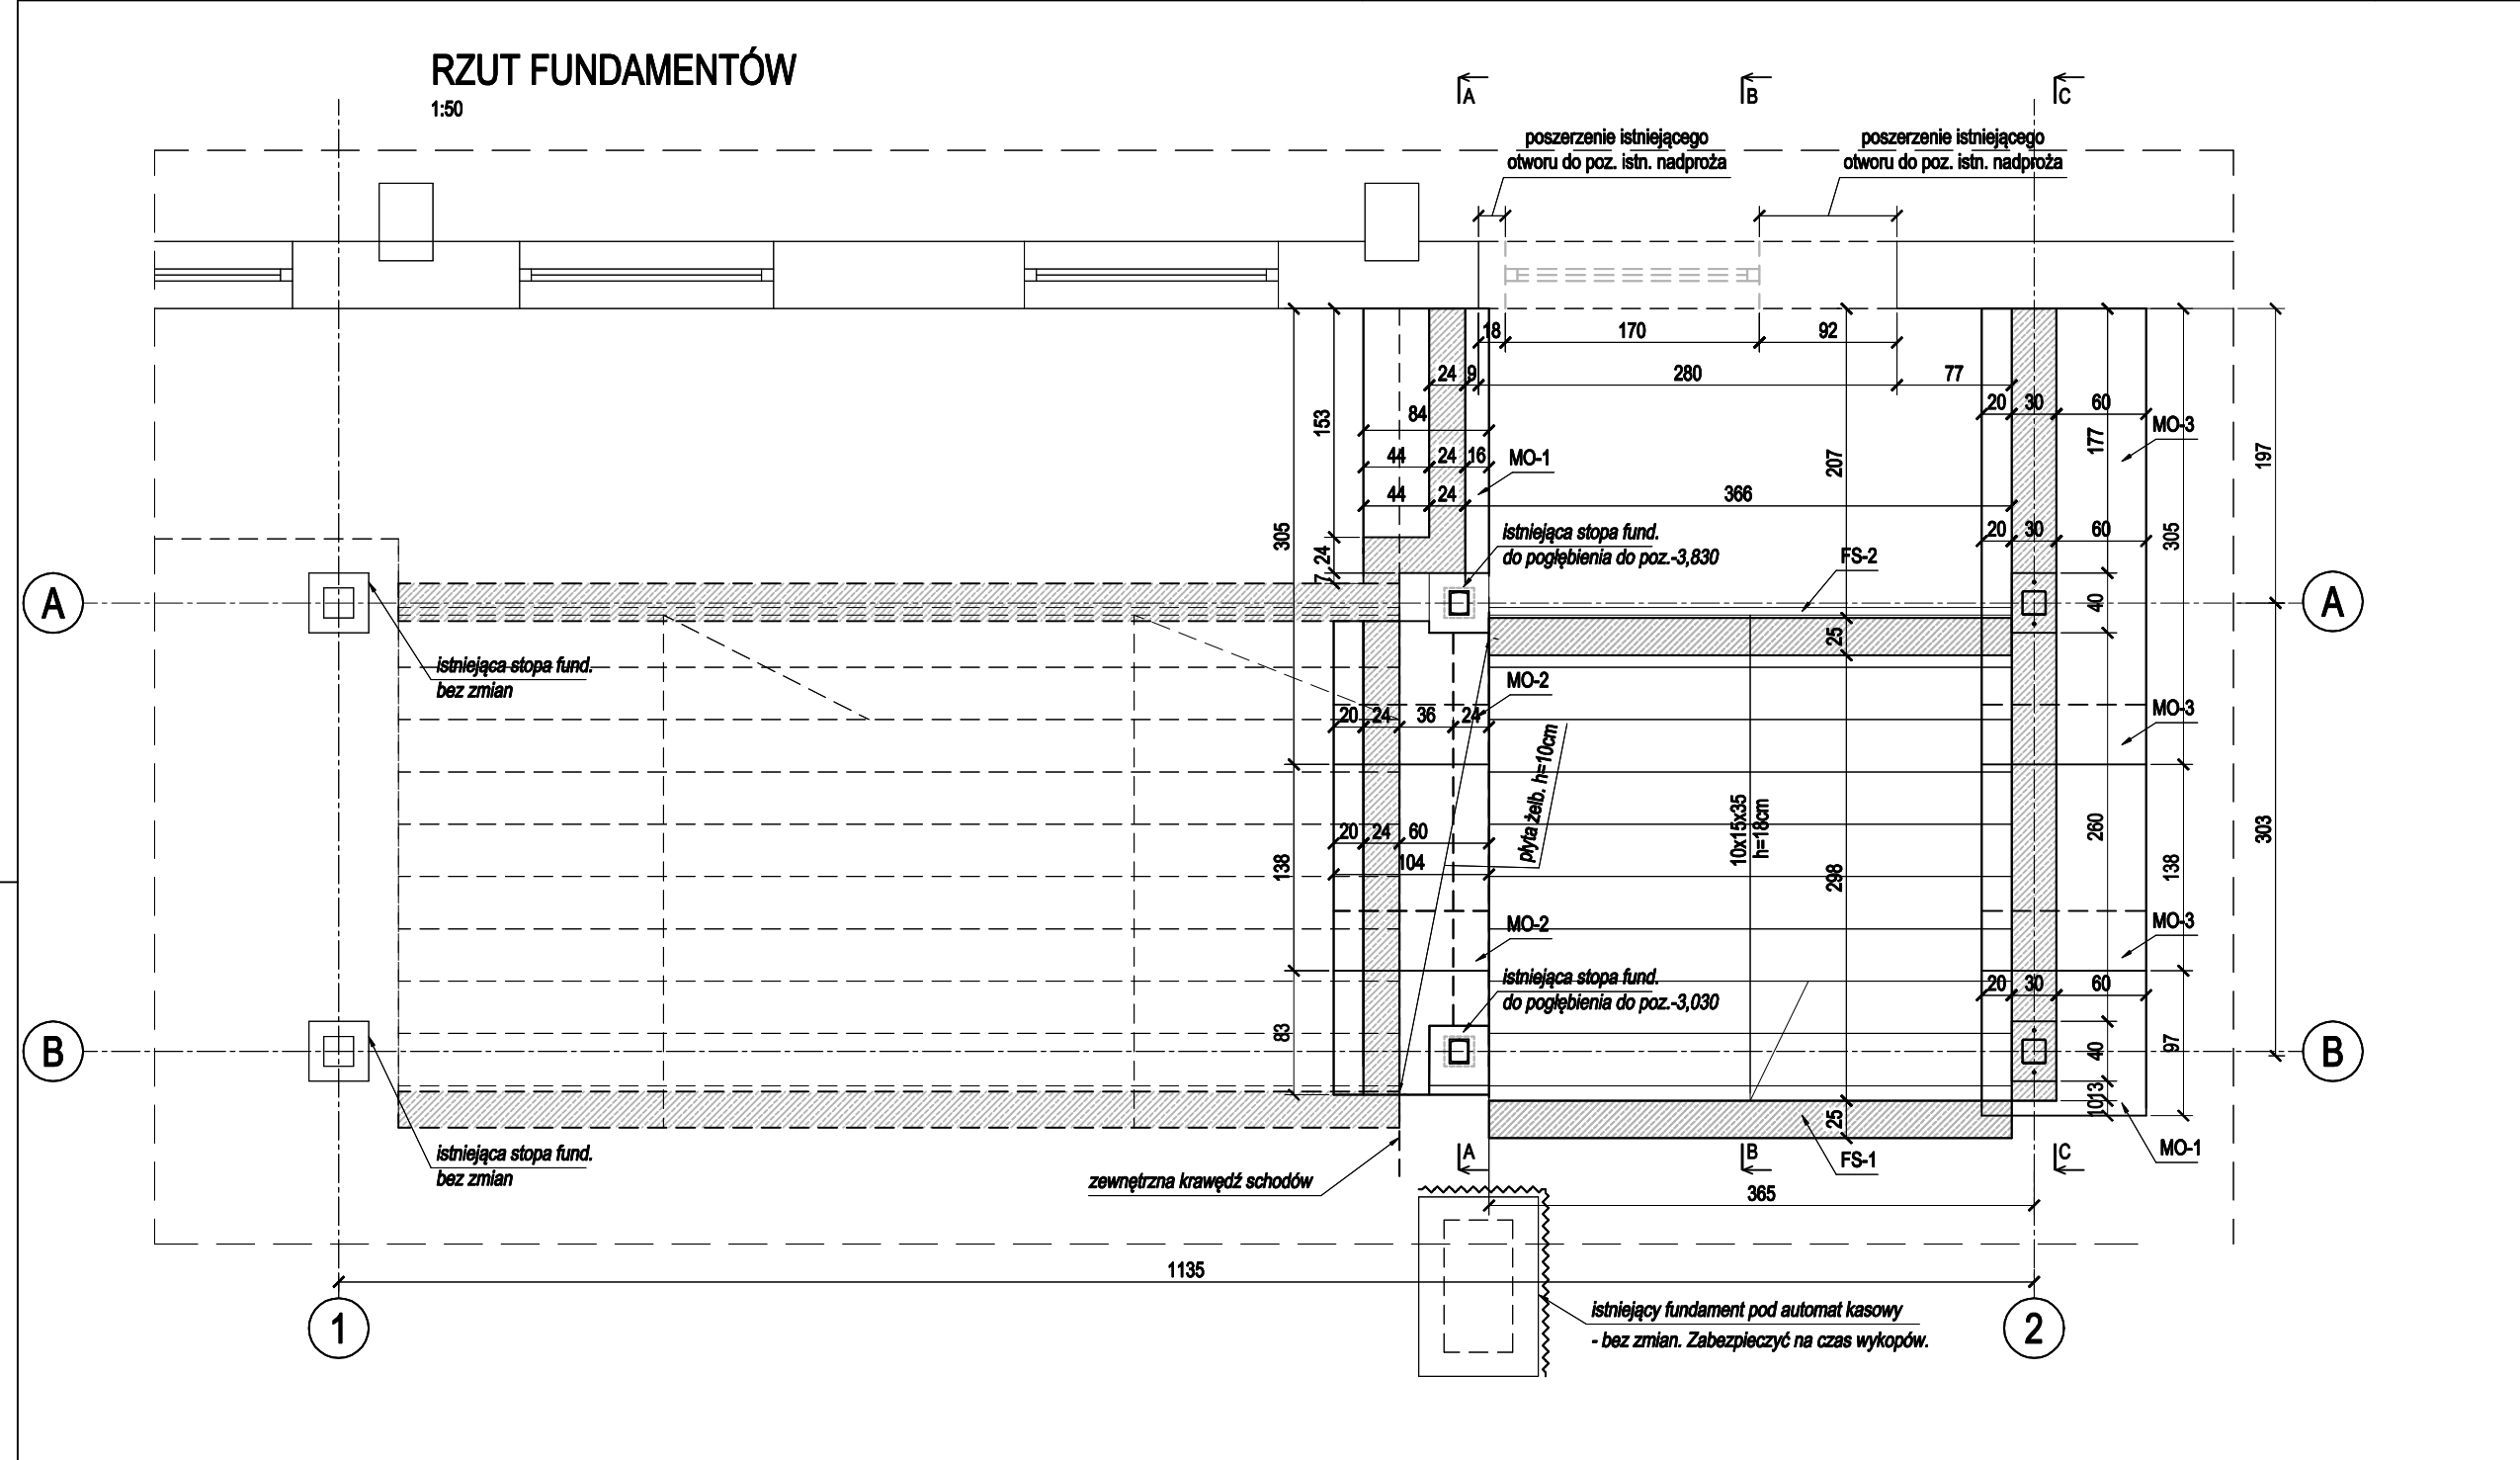 RZUT FUNDAMENTÓW
1:50
A
B
C
poszerzenie istniejącego
otworu do poz. istn. nadproża
poszerzenie istniejącego
otworu do poz. istn. nadproża
18
170
92
24
9
280
77
20
30
60
84
153
MO-3
177
197
44
24
16
MO-1
207
44
24
366
305
istniejąca stopa fund.
do pogłębienia do poz.-3,830
20
30
60
305
24
7
FS-2
A
40
A
25
istniejąca stopa fund.
bez zmian
MO-2
20
24
36
24
MO-3
płyta żelb. h=10cm
10x15x35
h=18cm
20
24
60
104
138
298
260
138
303
MO-2
MO-3
istniejąca stopa fund.
do pogłębienia do poz.-3,030
20
30
60
83
B
40
97
B
1013
25
istniejąca stopa fund.
bez zmian
zewnętrzna krawędź schodów
A
B
C
FS-1
MO-1
365
1135
1
2
istniejący fundament pod automat kasowy
- bez zmian. Zabezpieczyć na czas wykopów.